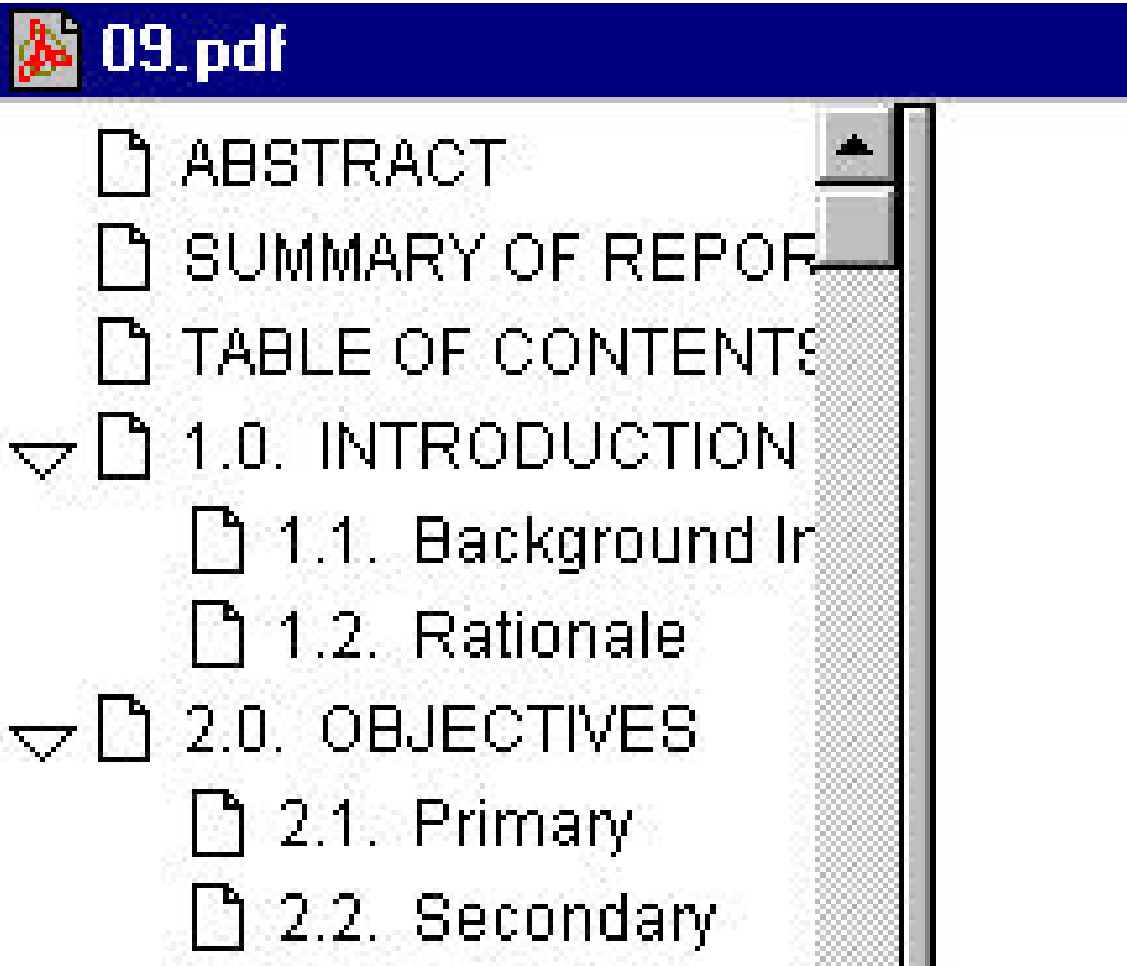 09.pdf
ABSTRACT
SUMMARY OF REPOR
TABLE OF CONTENTS
1.0. INTRODUCTION
1.1. Background In
1.2. Rationale
2.0. OBJECTIVES
2.1. Primary
2.2. Secondary